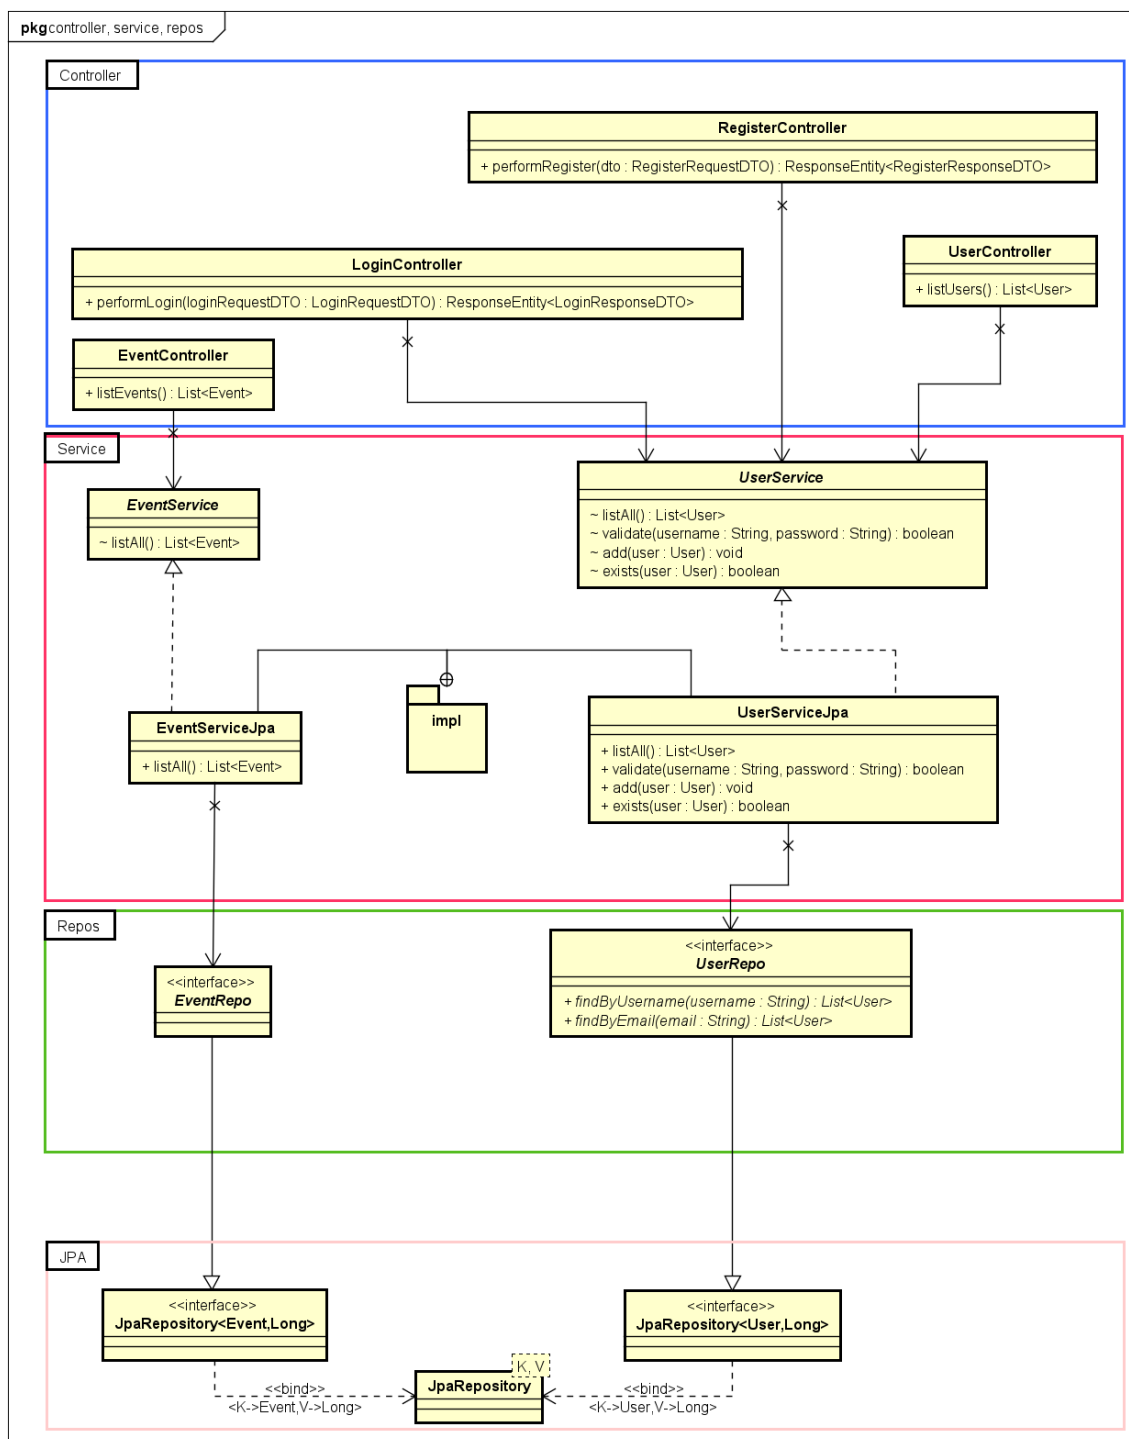 pkg controller, service, repos
Controller
RegisterController
+ performRegister(dto : RegisterRequestDTO) : ResponseEntity<RegisterResponseDTO>
LoginController
+ performLogin(loginRequestDTO : LoginRequestDTO) : ResponseEntity<LoginResponseDTO>
UserController
+ listUsers() : List<User>
EventController
+ listEvents() : List<Event>
Service
EventService
~ listAll() : List<Event>
UserService
~ listAll() : List<User>
~ validate(username : String, password : String) : boolean
~ add(user : User) : void
~ exists(user : User) : boolean
impl
EventServiceJpa
+ listAll() : List<Event>
UserServiceJpa
+ listAll() : List<User>
+ validate(username : String, password : String) : boolean
+ add(user : User) : void
+ exists(user : User) : boolean
Repos
<<interface>>
EventRepo
<<interface>>
UserRepo
+ findByUsername(username : String) : List<User>
+ findByEmail(email : String) : List<User>
JPA
<<interface>>
JpaRepository<Event,Long>
<<interface>>
JpaRepository<User,Long>
K, V
JpaRepository
<<bind>>
<K->Event,V->Long>
<<bind>>
<K->User,V->Long>